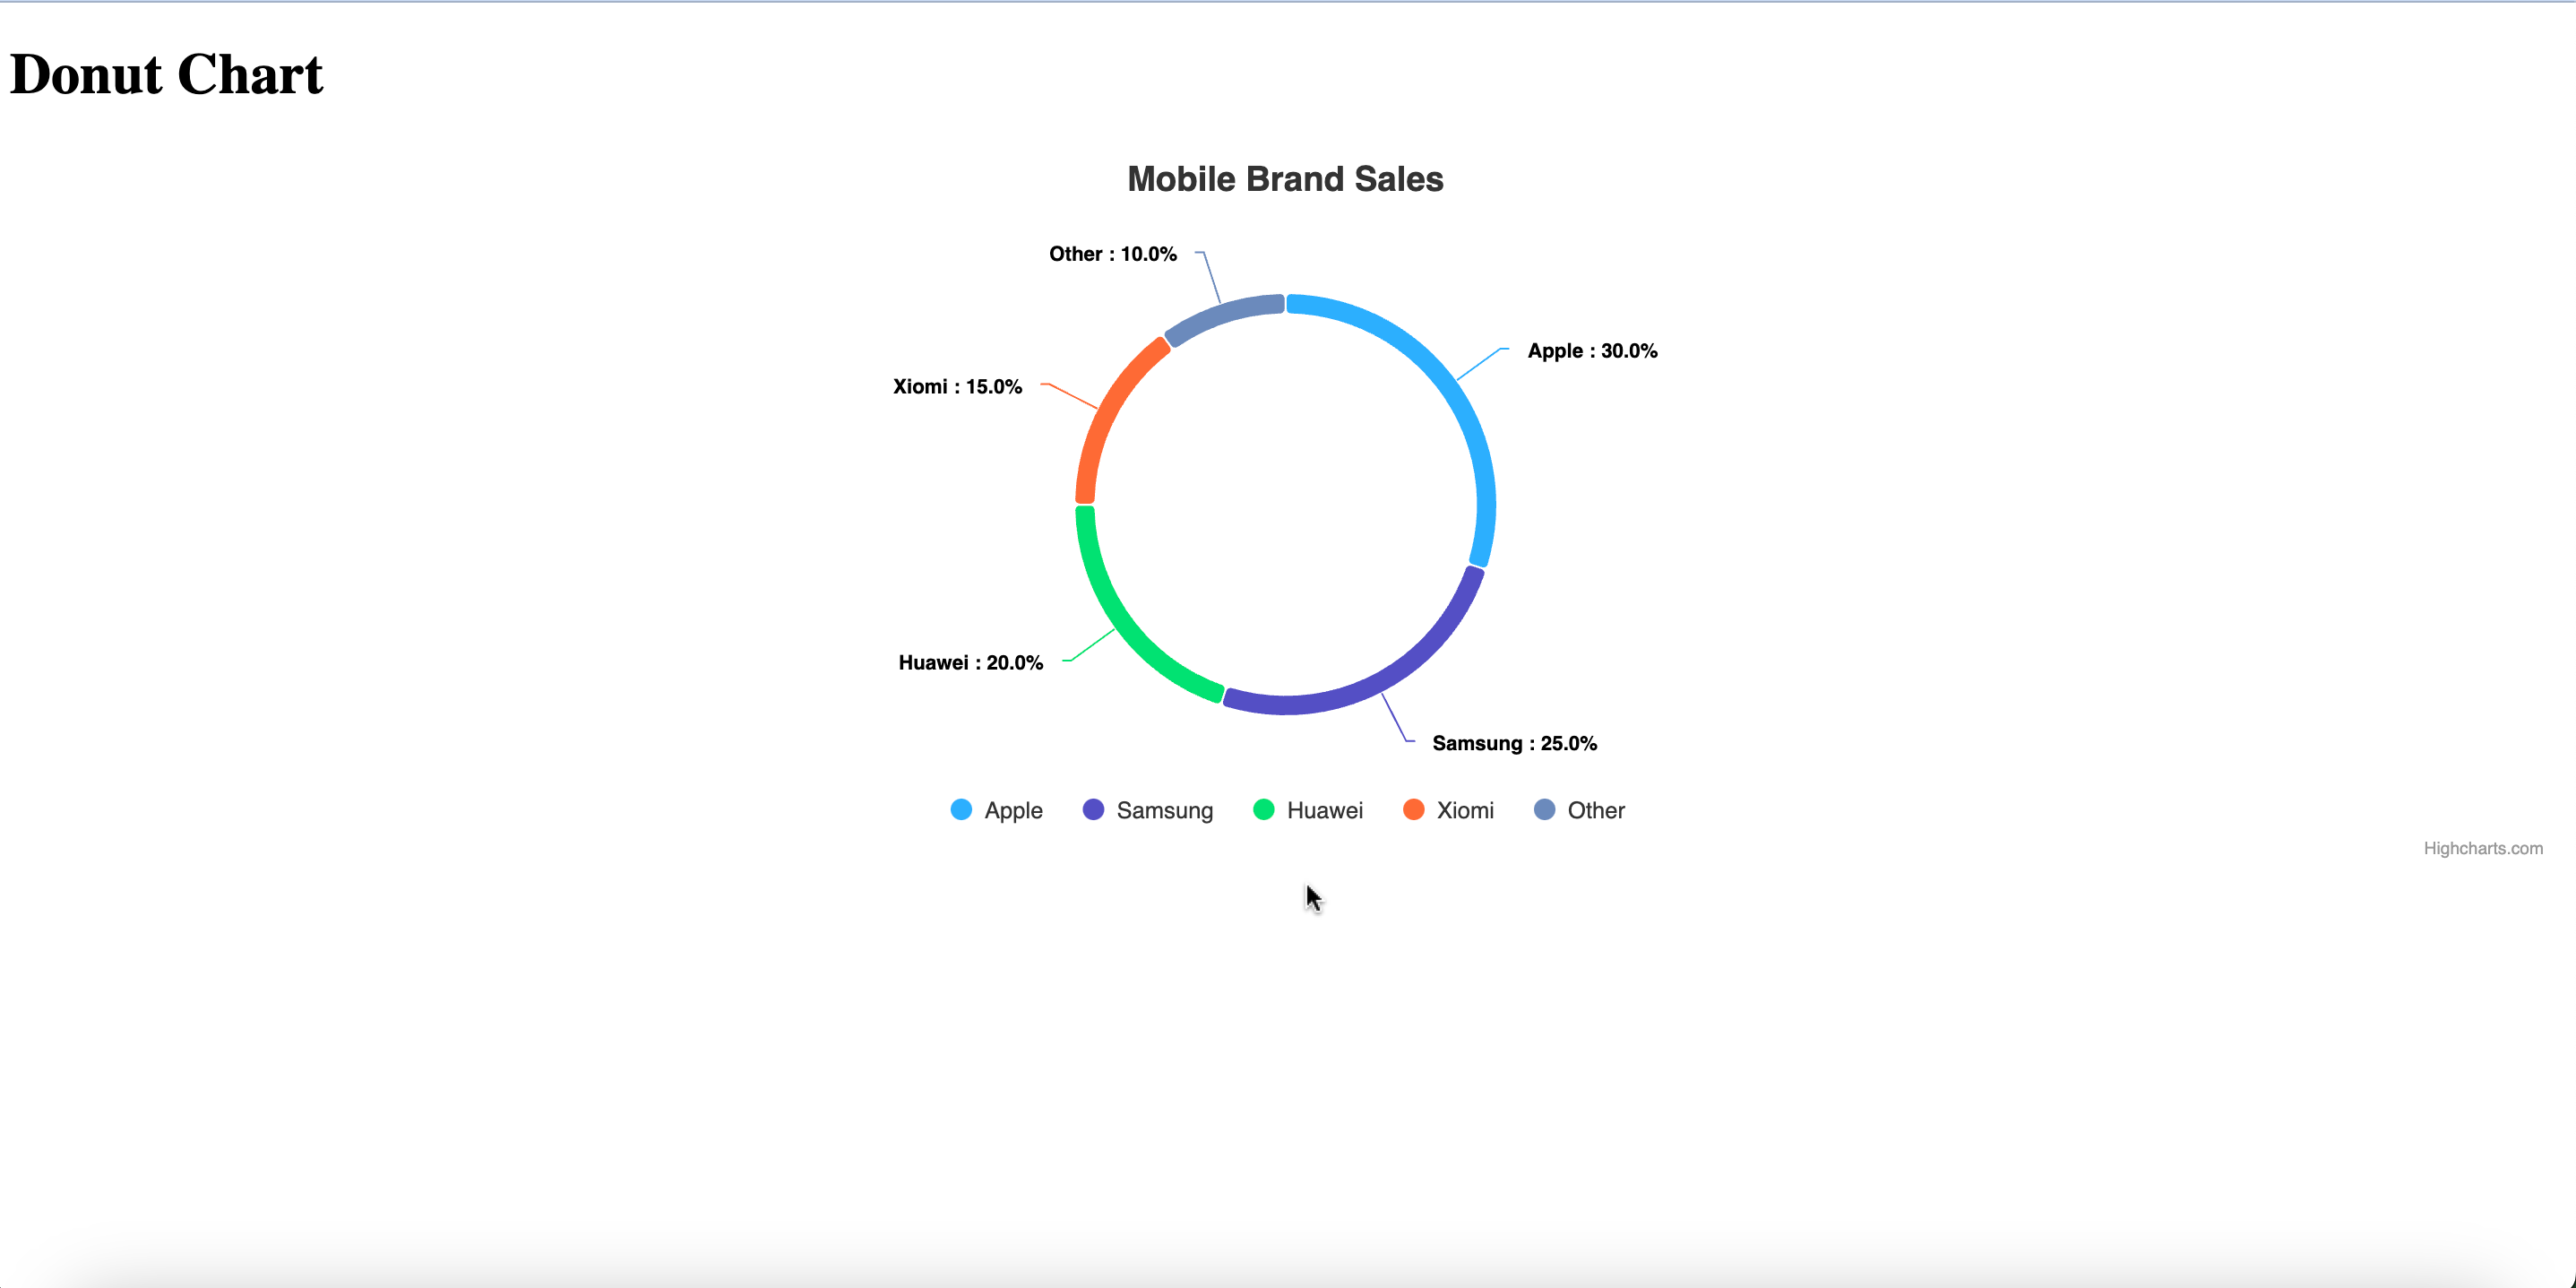 Donut Chart
Mobile Brand Sales
Other : 10.0%
Apple : 30.0%
Xiomi : 15.0%
Huawei : 20.0%
Samsung : 25.0%
Apple Samsung Huawei Xiomi Other
Highcharts.com